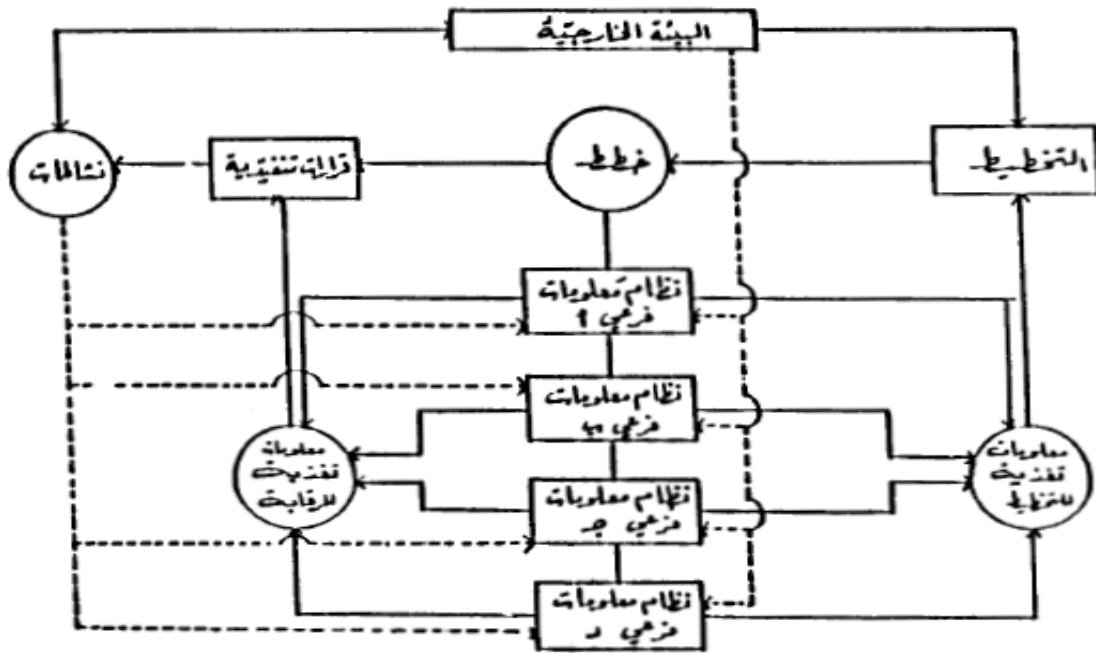 البيئة الخارجية
التخطيط
خطط
قرارات تنفيذية
نشاطات
نظام معلومات
فرعي أ
نظام معلومات
فرعي ب
نظام معلومات
فرعي جـ
نظام معلومات
فرعي د
معلومات
تغذية
للتخطيط
معلومات
تغذية
للرقابة